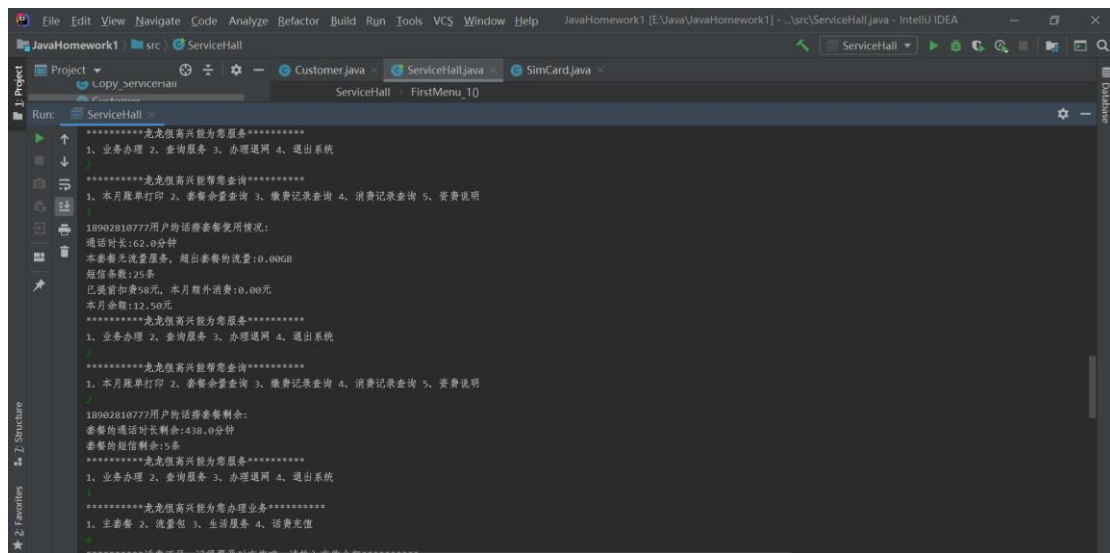 File Edit View Navigate Code Analyze Refactor Build Run Tools VCS Window Help JavaHomework1 [E:\Java\JavaHomework1] - ...\src\ServiceHall.java - IntelliJ IDEA
JavaHomework1 src ServiceHall ServiceHall
1: Project Project Customer.java ServiceHall.java SimCard.java
Copy_ServiceHall ServiceHall FirstMenu_1()
Customer
Database
Run: ServiceHall
**********龙龙很高兴能为您服务**********
1、业务办理 2、查询服务 3、办理退网 4、退出系统
2
**********龙龙很高兴能帮您查询**********
1、本月账单打印 2、套餐余量查询 3、缴费记录查询 4、消费记录查询 5、资费说明
1
18902810777用户的话痨套餐使用情况:
通话时长:62.0分钟
本套餐无流量服务，超出套餐的流量:0.00GB
短信条数:25条
已提前扣费58元，本月额外消费:0.00元
本月余额:12.50元
**********龙龙很高兴能为您服务**********
1、业务办理 2、查询服务 3、办理退网 4、退出系统
2
**********龙龙很高兴能帮您查询**********
1、本月账单打印 2、套餐余量查询 3、缴费记录查询 4、消费记录查询 5、资费说明
2
18902810777用户的话痨套餐剩余:
套餐的通话时长剩余:438.0分钟
套餐的短信剩余:5条
**********龙龙很高兴能为您服务**********
1、业务办理 2、查询服务 3、办理退网 4、退出系统
1
**********龙龙很高兴能为您办理业务**********
1、主套餐 2、流量包 3、生活服务 4、话费充值
4
7: Structure
2: Favorites